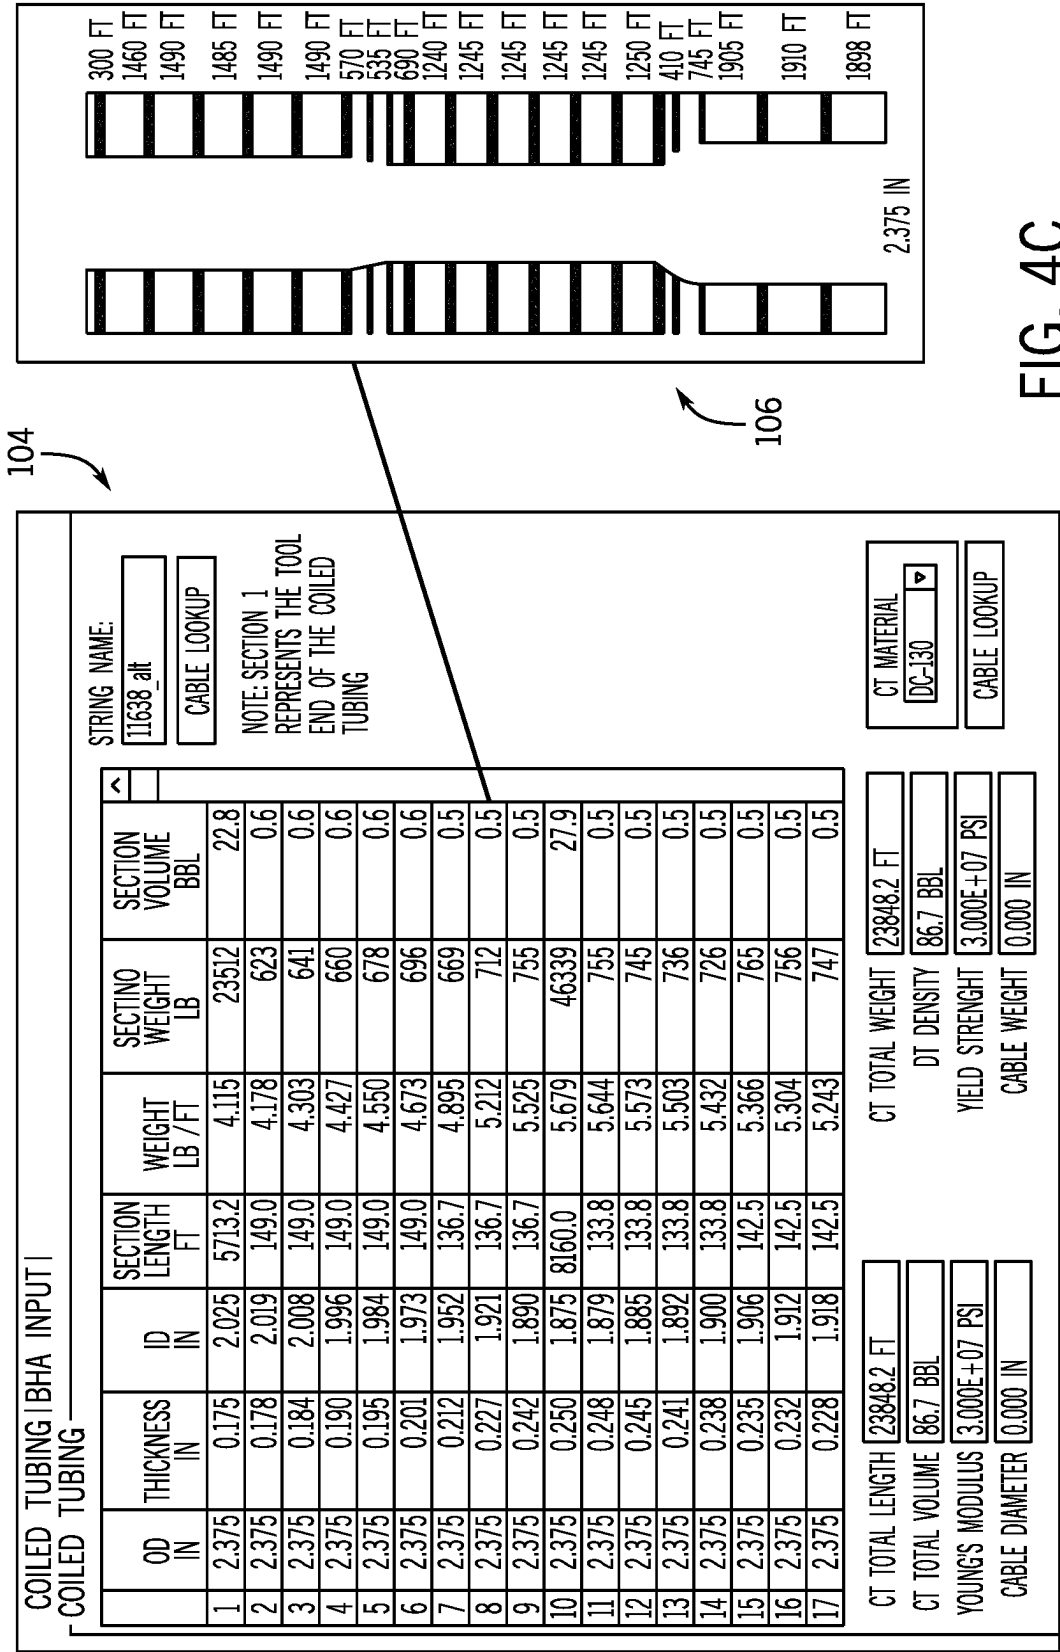 COILED TUBING | BHA INPUT |
COILED TUBING
OD IN THICKNESS IN ID IN SECTION LENGTH FT WEIGHT LB /FT SECTINO WEIGHT LB SECTION VOLUME BBL
1 2.375 0.175 2.025 5713.2 4.115 23512 22.8
2 2.375 0.178 2.019 149.0 4.178 623 0.6
3 2.375 0.184 2.008 149.0 4.303 641 0.6
4 2.375 0.190 1.996 149.0 4.427 660 0.6
5 2.375 0.195 1.984 149.0 4.550 678 0.6
6 2.375 0.201 1.973 149.0 4.673 696 0.6
7 2.375 0.212 1.952 136.7 4.895 669 0.5
8 2.375 0.227 1.921 136.7 5.212 712 0.5
9 2.375 0.242 1.890 136.7 5.525 755 0.5
10 2.375 0.250 1.875 8160.0 5.679 46339 27.9
11 2.375 0.248 1.879 133.8 5.644 755 0.5
12 2.375 0.245 1.885 133.8 5.573 745 0.5
13 2.375 0.241 1.892 133.8 5.503 736 0.5
14 2.375 0.238 1.900 133.8 5.432 726 0.5
15 2.375 0.235 1.906 142.5 5.366 765 0.5
16 2.375 0.232 1.912 142.5 5.304 756 0.5
17 2.375 0.228 1.918 142.5 5.243 747 0.5
STRING NAME:
11638_alt
CABLE LOOKUP
NOTE: SECTION 1
REPRESENTS THE TOOL
END OF THE COILED
TUBING
CT TOTAL LENGTH 23848.2 FT
CT TOTAL VOLUME 86.7 BBL
YOUNG'S MODULUS 3.000E+07 PSI
CABLE DIAMETER 0.000 IN
CT TOTAL WEIGHT 23848.2 FT
DT DENSITY 86.7 BBL
YIELD STRENGHT 3.000E+07 PSI
CABLE WEIGHT 0.000 IN
CT MATERIAL
DC-130
CABLE LOOKUP
104
106
300 FT
1460 FT
1490 FT
1485 FT
1490 FT
1490 FT
570 FT
535 FT
690 FT
1240 FT
1245 FT
1245 FT
1245 FT
1245 FT
1250 FT
410 FT
745 FT
1905 FT
1910 FT
1898 FT
2.375 IN
FIG. 4C